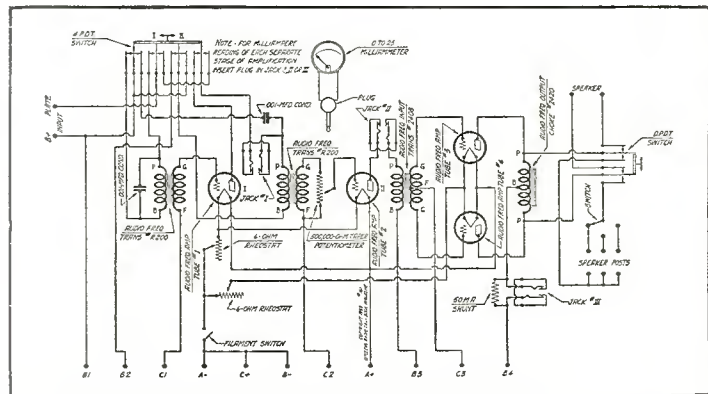 4.P.D.T.
SWITCH
I
II
NOTE - FOR MILLIAMPERE
READING OF EACH SEPARATE
STAGE OF AMPLIFICATION
INSERT PLUG IN JACK I, II OR III
0 TO 25
MILLIAMMETER
PLUG
JACK #II
.001-MFD. COND.
PLATE
B+ INPUT
.001-MFD. COND.
AUDIO FREQ
TRANS #R200
P
G
B
F
I
JACK #I
AUDIO FREQ
TRANS #R200
P
G
B
F
AUDIO FREQ AMP
TUBE #1
6-OHM
RHEOSTAT
6-OHM RHEOSTAT
500,000-OHM TAPER
POTENTIOMETER
II
AUDIO FREQ AMP
TUBE #2
AUDIO FREQ INPUT
TRANS #2408
P
G
B
F
G
AUDIO FREQ AMP
TUBE #3
AUDIO FREQ AMP TUBE #4
AUDIO FREQ OUTPUT
CHOKE #2420
P
B
P
SPEAKER
D.P.D.T.
SWITCH
SWITCH
SPEAKER POSTS
50 M.A.
SHUNT
JACK #III
FILAMENT SWITCH
B1
B2
C1
A-
C+
B-
C2
A+
B3
C3
B4